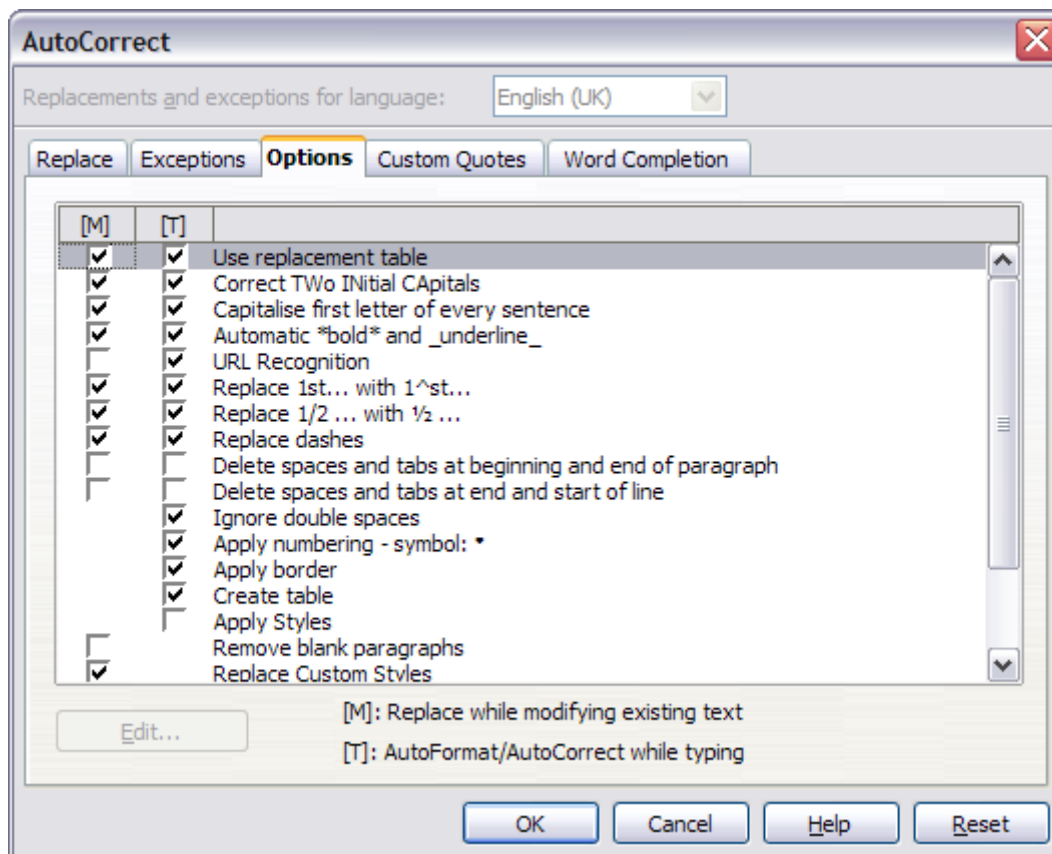 AutoCorrect
Replacements and exceptions for language: English (UK)
Replace Exceptions Options Custom Quotes Word Completion
[M] [T]
Use replacement table
Correct TWo INitial CApitals
Capitalise first letter of every sentence
Automatic *bold* and _underline_
URL Recognition
Replace 1st... with 1^st...
Replace 1/2 ... with ½ ...
Replace dashes
Delete spaces and tabs at beginning and end of paragraph
Delete spaces and tabs at end and start of line
Ignore double spaces
Apply numbering - symbol: •
Apply border
Create table
Apply Styles
Remove blank paragraphs
Replace Custom Styles
[M]: Replace while modifying existing text
Edit...
[T]: AutoFormat/AutoCorrect while typing
OK Cancel Help Reset